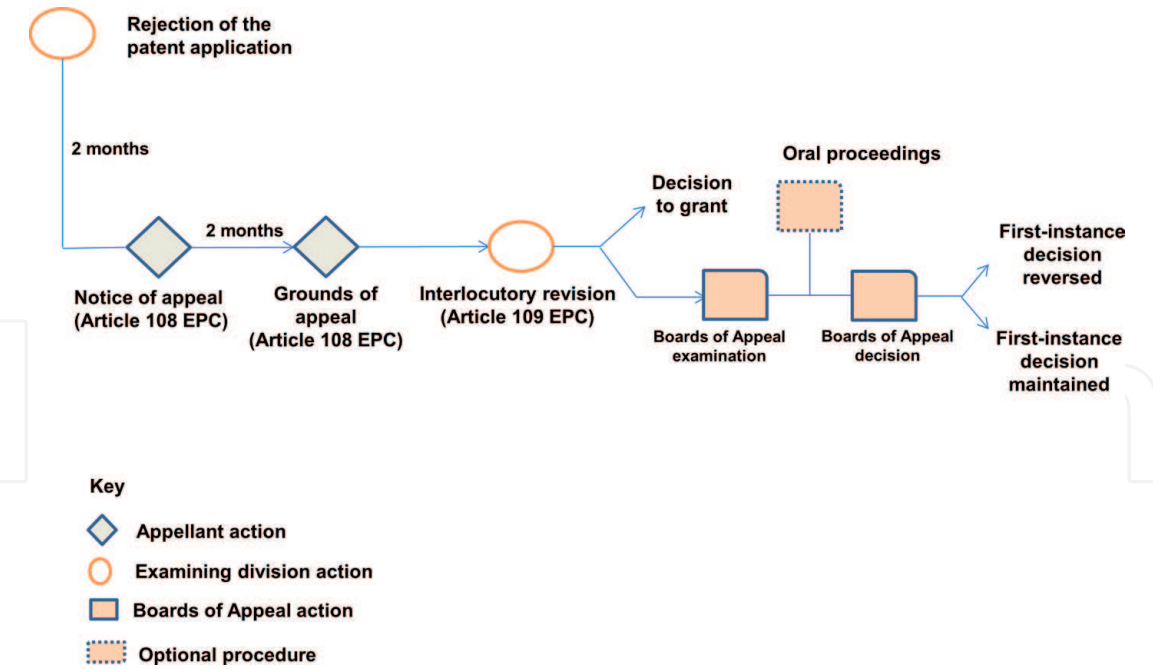 Rejection of the
patent application
2 months
Notice of appeal
(Article 108 EPC)
2 months
Grounds of
appeal
(Article 108 EPC)
Interlocutory revision
(Article 109 EPC)
Decision
to grant
Oral proceedings
Boards of Appeal
examination
Boards of Appeal
decision
First-instance
decision
reversed
First-instance
decision
maintained
Key
Appellant action
Examining division action
Boards of Appeal action
Optional procedure